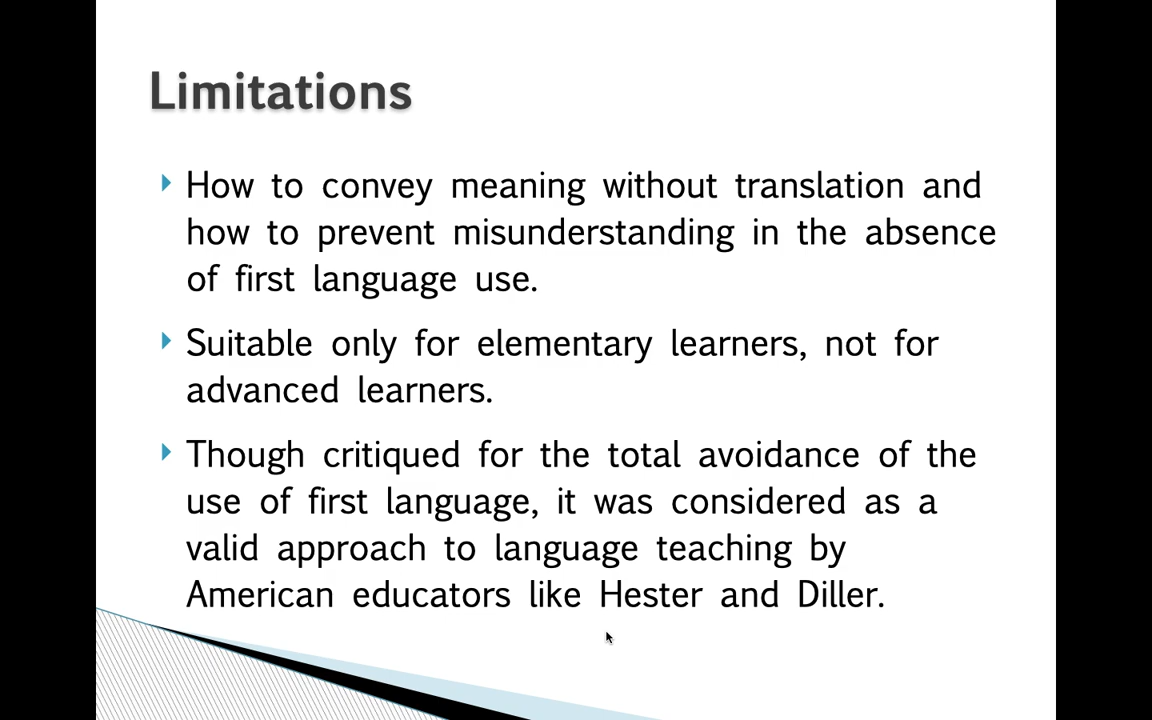 Limitations
How to convey meaning without translation and
how to prevent misunderstanding in the absence
of first language use.
Suitable only for elementary learners, not for
advanced learners.
Though critiqued for the total avoidance of the
use of first language, it was considered as a
valid approach to language teaching by
American educators like Hester and Diller.